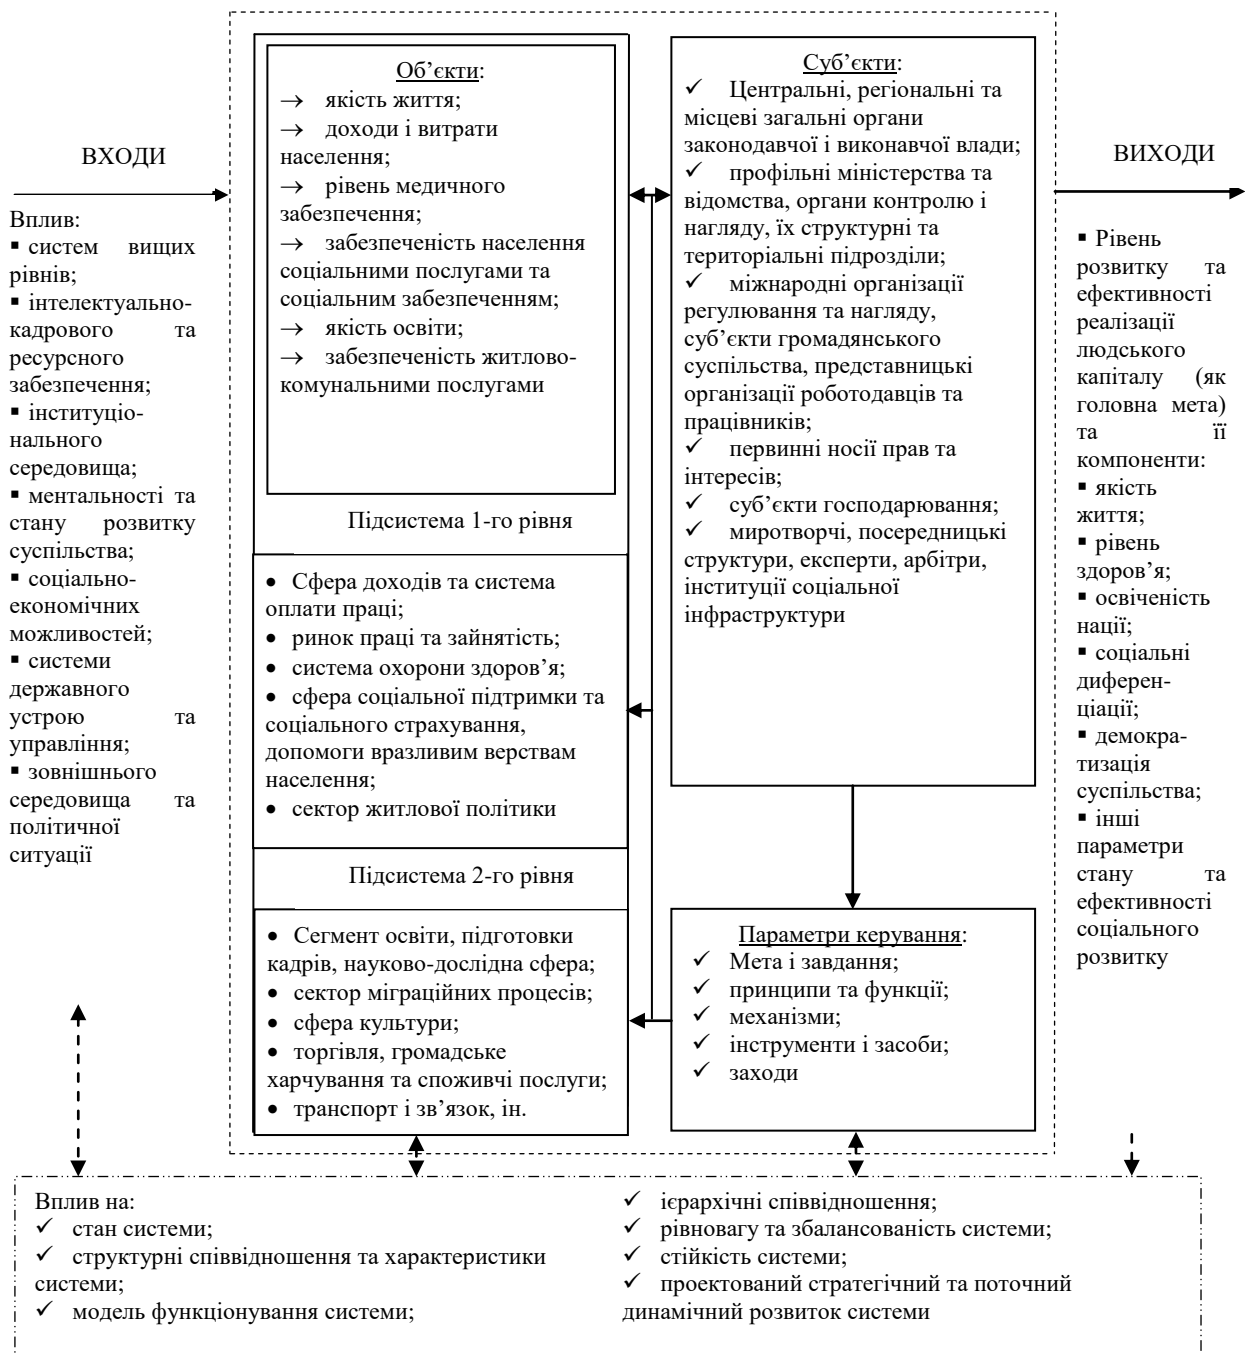 ВХОДИ
Вплив:
▪ систем вищих
рівнів;
▪ інтелектуально-
кадрового та
ресурсного
забезпечення;
▪ інституціо-
нального
середовища;
▪ ментальності та
стану розвитку
суспільства;
▪ соціально-
економічних
можливостей;
▪ системи
державного
устрою та
управління;
▪ зовнішнього
середовища та
політичної
ситуації
Об’єкти:
→ якість життя;
→ доходи і витрати
населення;
→ рівень медичного
забезпечення;
→ забезпеченість населення
соціальними послугами та
соціальним забезпеченням;
→ якість освіти;
→ забезпеченість житлово-
комунальними послугами
Підсистема 1-го рівня
• Сфера доходів та система
оплати праці;
• ринок праці та зайнятість;
• система охорони здоров’я;
• сфера соціальної підтримки та
соціального страхування,
допомоги вразливим верствам
населення;
• сектор житлової політики
Підсистема 2-го рівня
• Сегмент освіти, підготовки
кадрів, науково-дослідна сфера;
• сектор міграційних процесів;
• сфера культури;
• торгівля, громадське
харчування та споживчі послуги;
• транспорт і зв’язок, ін.
Суб’єкти:
✓ Центральні, регіональні та
місцеві загальні органи
законодавчої і виконавчої влади;
✓ профільні міністерства та
відомства, органи контролю і
нагляду, їх структурні та
територіальні підрозділи;
✓ міжнародні організації
регулювання та нагляду,
суб’єкти громадянського
суспільства, представницькі
організації роботодавців та
працівників;
✓ первинні носії прав та
інтересів;
✓ суб’єкти господарювання;
✓ миротворчі, посередницькі
структури, експерти, арбітри,
інституції соціальної
інфраструктури
Параметри керування:
✓ Мета і завдання;
✓ принципи та функції;
✓ механізми;
✓ інструменти і засоби;
✓ заходи
ВИХОДИ
▪ Рівень
розвитку та
ефективності
реалізації
людського
капіталу (як
головна мета)
та її
компоненти:
▪ якість
життя;
▪ рівень
здоров’я;
▪ освіченість
нації;
▪ соціальні
диферен-
ціації;
▪ демокра-
тизація
суспільства;
▪ інші
параметри
стану та
ефективності
соціального
розвитку
Вплив на:
✓ стан системи;
✓ структурні співвідношення та характеристики
системи;
✓ модель функціонування системи;
✓ ієрархічні співвідношення;
✓ рівновагу та збалансованість системи;
✓ стійкість системи;
✓ проектований стратегічний та поточний
динамічний розвиток системи